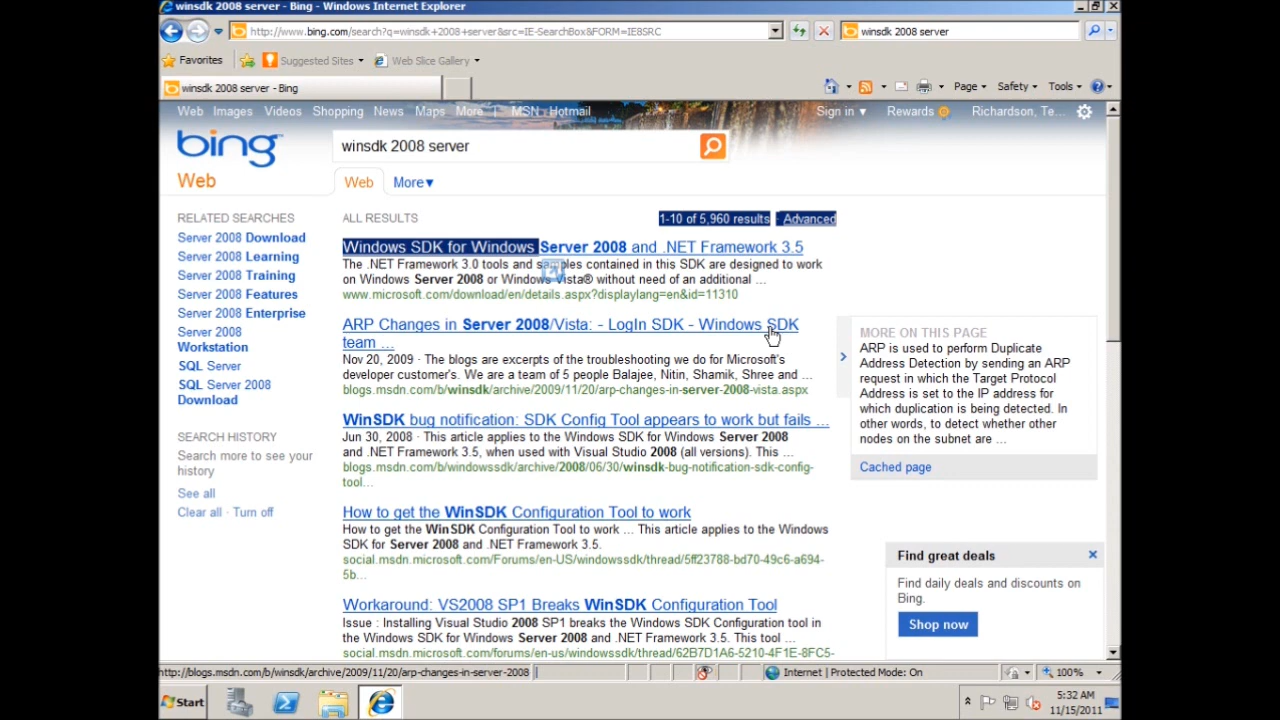 winsdk 2008 server - Bing - Windows Internet Explorer
http://www.bing.com/search?q=winsdk+2008+server&src=IE-SearchBox&FORM=IE8SRC
winsdk 2008 server
Favorites
Suggested Sites
Web Slice Gallery
winsdk 2008 server - Bing
Page
Safety
Tools
Web Images Videos Shopping News Maps More MSN Hotmail
Sign in
Rewards
Richardson, Te...
bing
winsdk 2008 server
Web
Web
More
RELATED SEARCHES
Server 2008 Download
Server 2008 Learning
Server 2008 Training
Server 2008 Features
Server 2008 Enterprise
Server 2008
Workstation
SQL Server
SQL Server 2008
Download
SEARCH HISTORY
Search more to see your
history
See all
Clear all · Turn off
ALL RESULTS
1-10 of 5,960 results · Advanced
Windows SDK for Windows Server 2008 and .NET Framework 3.5
The .NET Framework 3.0 tools and samples contained in this SDK are designed to work
on Windows Server 2008 or Windows Vista® without need of an additional ...
www.microsoft.com/download/en/details.aspx?displaylang=en&id=11310
ARP Changes in Server 2008/Vista: - LogIn SDK - Windows SDK
team ...
Nov 20, 2009 · The blogs are excerpts of the troubleshooting we do for Microsoft's
developer customer's. We are a team of 5 people Balajee, Nitin, Shamik, Shree and ...
blogs.msdn.com/b/winsdk/archive/2009/11/20/arp-changes-in-server-2008-vista.aspx
WinSDK bug notification: SDK Config Tool appears to work but fails ...
Jun 30, 2008 · This article applies to the Windows SDK for Windows Server 2008
and .NET Framework 3.5, when used with Visual Studio 2008 (all versions). This ...
blogs.msdn.com/b/windowssdk/archive/2008/06/30/winsdk-bug-notification-sdk-config-
tool...
How to get the WinSDK Configuration Tool to work
How to get the WinSDK Configuration Tool to work ... This article applies to the Windows
SDK for Server 2008 and .NET Framework 3.5.
social.msdn.microsoft.com/Forums/en-US/windowssdk/thread/5ff23788-bd70-49c6-a694-
5b...
Workaround: VS2008 SP1 Breaks WinSDK Configuration Tool
Issue : Installing Visual Studio 2008 SP1 breaks the Windows SDK Configuration tool in
the Windows SDK for Windows Server 2008 and .NET Framework 3.5. This tool ...
social.msdn.microsoft.com/forums/en-us/windowssdk/thread/62B7D1A6-5210-4F1E-8FC5-
MORE ON THIS PAGE
ARP is used to perform Duplicate
Address Detection by sending an ARP
request in which the Target Protocol
Address is set to the IP address for
which duplication is being detected. In
other words, to detect whether other
nodes on the subnet are ...
Cached page
Find great deals
Find daily deals and discounts on
Bing.
Shop now
http://blogs.msdn.com/b/winsdk/archive/2009/11/20/arp-changes-in-server-2008
Internet | Protected Mode: On
100%
Start
5:32 AM
11/15/2011